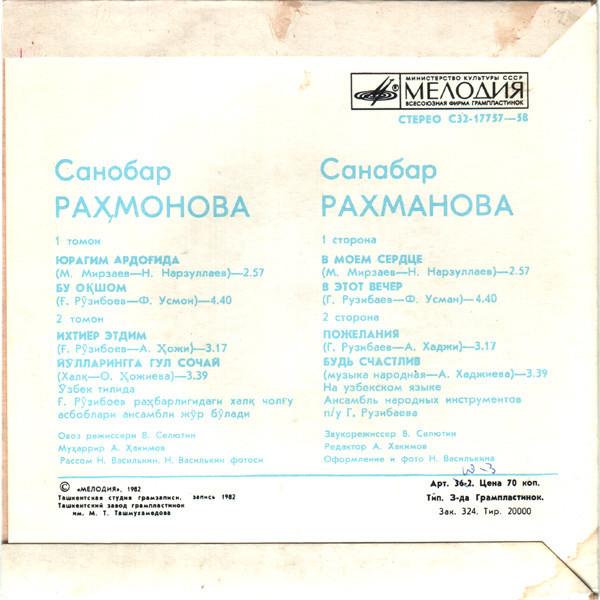 МИНИСТЕРСТВО КУЛЬТУРЫ СССР
МЕЛОДИЯ
ВСЕСОЮЗНАЯ ФИРМА ГРАМПЛАСТИНОК
СТЕРЕО С32-17757—58
Санобар
РАҲМОНОВА
1 томон
ЮРАГИМ АРДОҒИДА
(М. Мирзаев—Н. Нарзуллаев)—2.57
БУ ОҚШОМ
(Ғ. Рўзибоев—Ф. Усмон)—4.40
2 томон
ИХТИЕР ЭТДИМ
(Ғ. Рўзибоев—А. Ҳожи)—3.17
ЙЎЛЛАРИНГГА ГУЛ СОЧАЙ
(Халқ—О. Ҳожиева)—3.39
Ўзбек тилида
Ғ. Рўзибоев раҳбарлигидаги халқ чолғу
асбоблари ансамбли жўр бўлади
Овоз режиссери В. Селютин
Муҳаррир А. Ҳакимов
Рассом Н. Василькин. Н. Василькин фотоси
Санабар
РАХМАНОВА
1 сторона
В МОЕМ СЕРДЦЕ
(М. Мирзаев—Н. Нарзуллаев)—2.57
В ЭТОТ ВЕЧЕР
(Г. Рузибаев—Ф. Усман)—4.40
2 сторона
ПОЖЕЛАНИЯ
(Г. Рузибаев—А. Хаджи)—3.17
БУДЬ СЧАСТЛИВ
(музыка народная—А. Хаджиева)—3.39
На узбекском языке
Ансамбль народных инструментов
п/у Г. Рузибаева
Звукорежиссер В. Селютин
Редактор А. Хакимов
Оформление и фото Н. Василькина
© «МЕЛОДИЯ», 1982
Ташкентская студия грамзаписи, запись 1982
Ташкентский завод грампластинок
им. М. Т. Ташмухамедова
Арт. 36-2. Цена 70 коп.
Тип. З-да Грампластинок.
Зак. 324. Тир. 20000